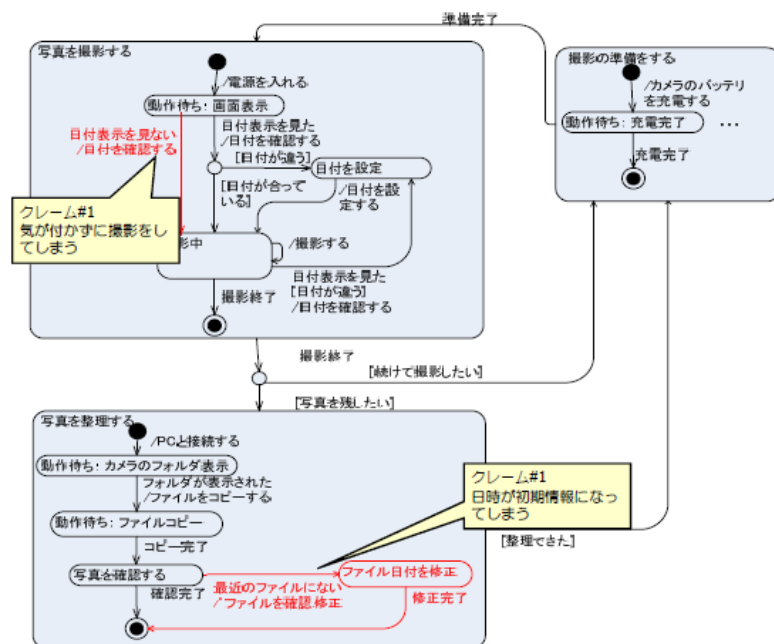 準備完了
写真を撮影する
/電源を入れる
動作待ち: 画面表示
日付表示を見ない
/日付を確認する
日付表示を見た
/日付を確認する
[日付が違う]
日付を設定
[日付が合って
いる]
/日付を設
定する
クレーム#1
気が付かずに撮影をし
てしまう
影中
/撮影する
日付表示を見た
[日付が違う]
/日付を確認する
撮影終了
撮影の準備をする
/カメラのバッテリ
を充電する
動作待ち: 充電完了
...
充電完了
撮影終了
[続けて撮影したい]
[写真を残したい]
写真を整理する
/PCと接続する
動作待ち: カメラのフォルダ表示
フォルダが表示された
/ファイルをコピーする
動作待ち: ファイルコピー
コピー完了
写真を確認する
確認完了
最近のファイルにない
/ファイルを確認.修正
ファイル日付を修正
修正完了
クレーム#1
日時が初期情報になっ
てしまう
[整理できた]